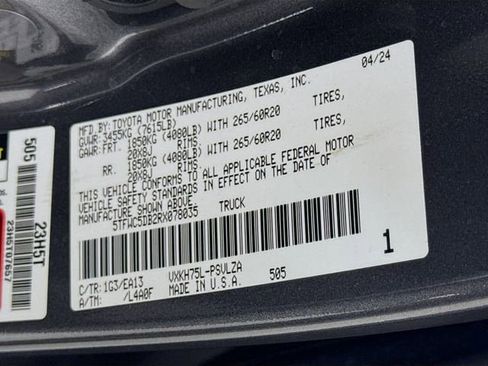 MFD. BY:TOYOTA MOTOR MANUFACTURING, TEXAS, INC. 04/24
GVWR: 3455KG (7615LB)
GAWR:FRT. 1850KG (4080LB) WITH 265/60R20 TIRES,
20X8J RIMS
RR. 1850KG (4080LB) WITH 265/60R20 TIRES,
20X8J RIMS
THIS VEHICLE CONFORMS TO ALL APPLICABLE FEDERAL MOTOR
VEHICLE SAFETY STANDARDS IN EFFECT ON THE DATE OF
MANUFACTURE SHOWN ABOVE.
5TFWC5DB2RX078035 TRUCK
C/TR:1G3/EA13 VXKH75L-PSVLZA
A/TM: /L4A0F MADE IN U.S.A. 505
1
505
23H5T
23H5T07657